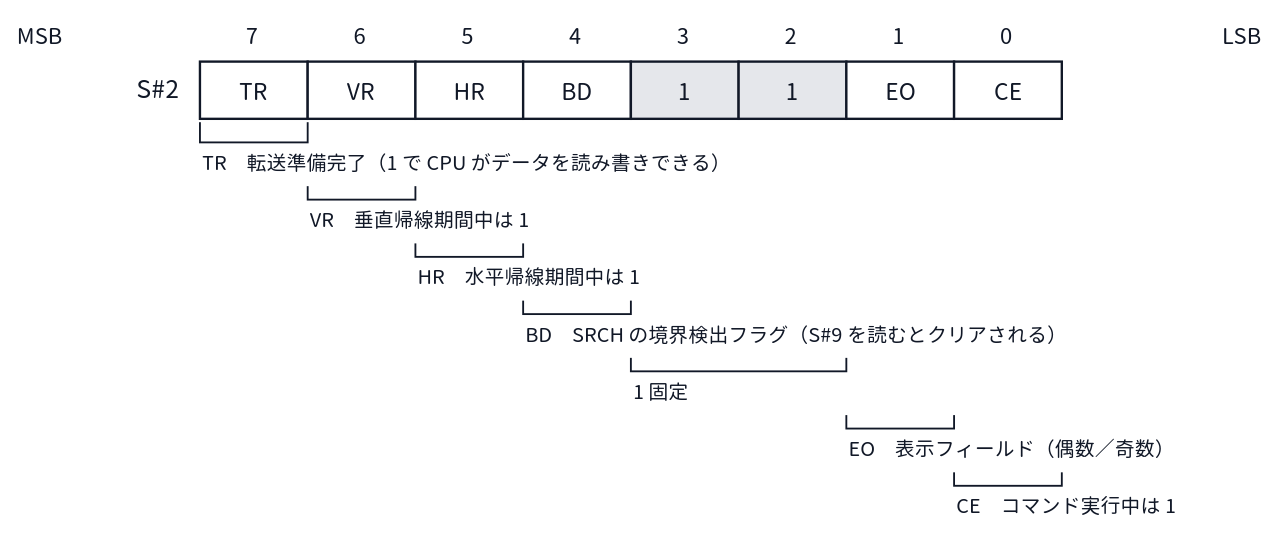 MSB 7 6 5 4 3 2 1 0 LSB
S#2 TR VR HR BD 1 1 EO CE
TR 転送準備完了（1 で CPU がデータを読み書きできる）
VR 垂直帰線期間中は 1
HR 水平帰線期間中は 1
BD SRCH の境界検出フラグ（S#9 を読むとクリアされる）
1 固定
EO 表示フィールド（偶数／奇数）
CE コマンド実行中は 1